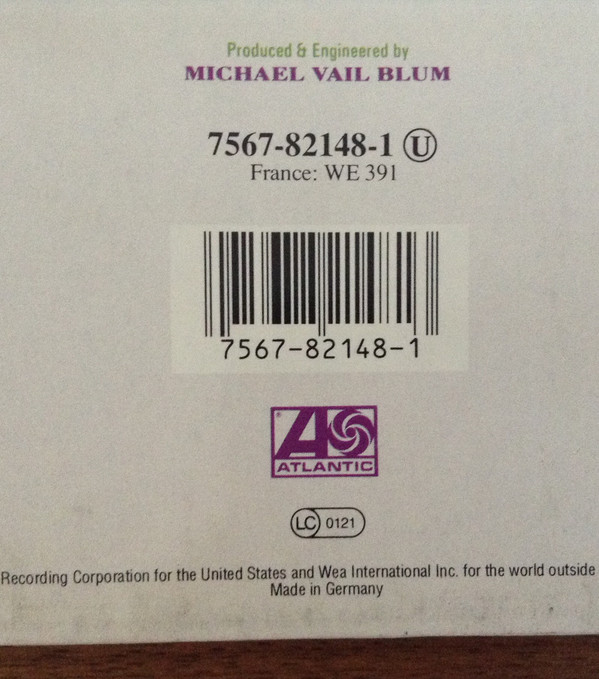 Produced & Engineered by
MICHAEL VAIL BLUM
7567-82148-1 Ⓤ
France: WE 391
7567-82148-1
ATLANTIC
LC 0121
Recording Corporation for the United States and Wea International Inc. for the world outside
Made in Germany